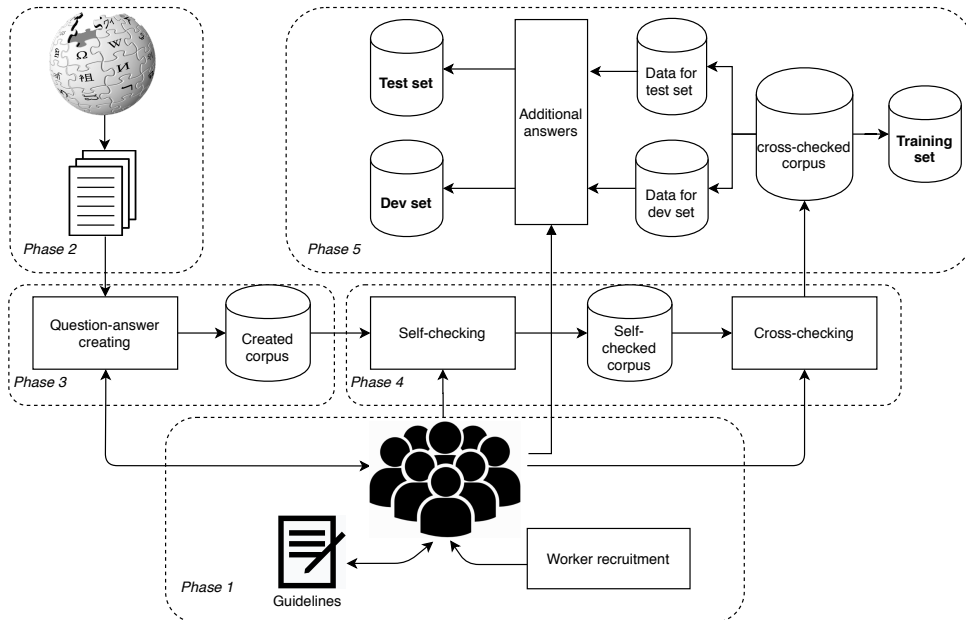 Ω
W
И
祖
Phase 2
Test set
Dev set
Additional
answers
Data for
test set
Data for
dev set
cross-checked
corpus
Training
set
Phase 5
Question-answer
creating
Created
corpus
Phase 3
Self-checking
Self-
checked
corpus
Cross-checking
Phase 4
Guidelines
Worker recruitment
Phase 1